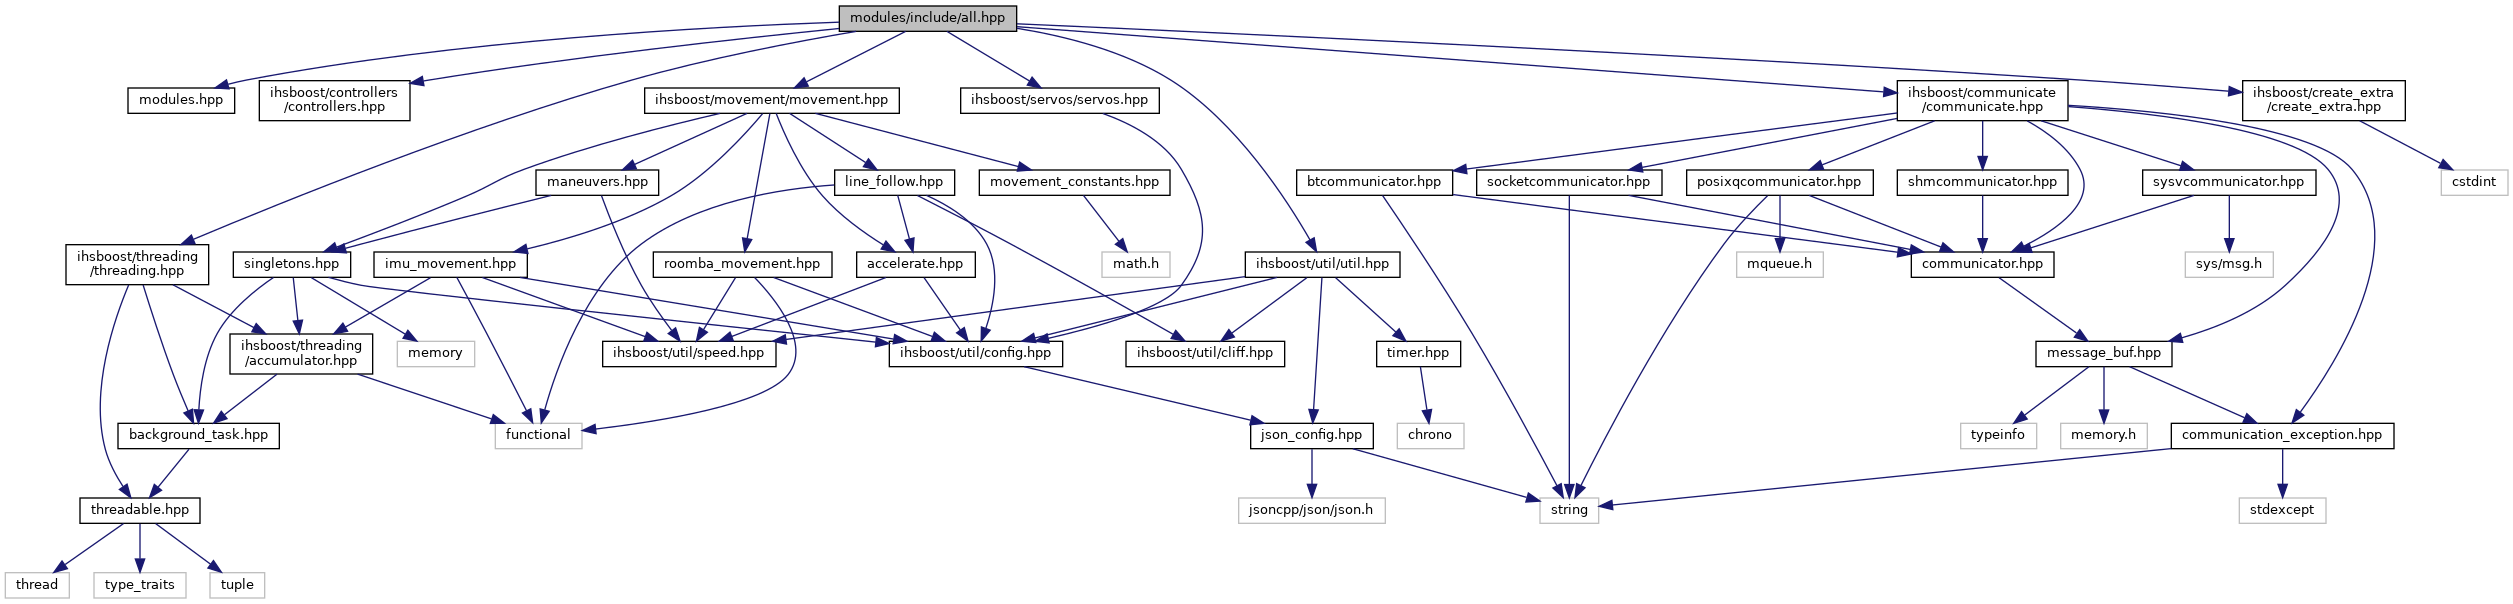 modules/include/all.hpp
modules.hpp
ihsboost/controllers
/controllers.hpp
ihsboost/movement/movement.hpp
ihsboost/servos/servos.hpp
ihsboost/communicate
/communicate.hpp
ihsboost/create_extra
/create_extra.hpp
maneuvers.hpp
line_follow.hpp
movement_constants.hpp
btcommunicator.hpp
socketcommunicator.hpp
posixqcommunicator.hpp
shmcommunicator.hpp
sysvcommunicator.hpp
cstdint
ihsboost/threading
/threading.hpp
singletons.hpp
imu_movement.hpp
roomba_movement.hpp
accelerate.hpp
math.h
ihsboost/util/util.hpp
mqueue.h
communicator.hpp
sys/msg.h
ihsboost/threading
/accumulator.hpp
memory
ihsboost/util/speed.hpp
ihsboost/util/config.hpp
ihsboost/util/cliff.hpp
timer.hpp
message_buf.hpp
background_task.hpp
functional
json_config.hpp
chrono
typeinfo
memory.h
communication_exception.hpp
threadable.hpp
jsoncpp/json/json.h
string
stdexcept
thread
type_traits
tuple